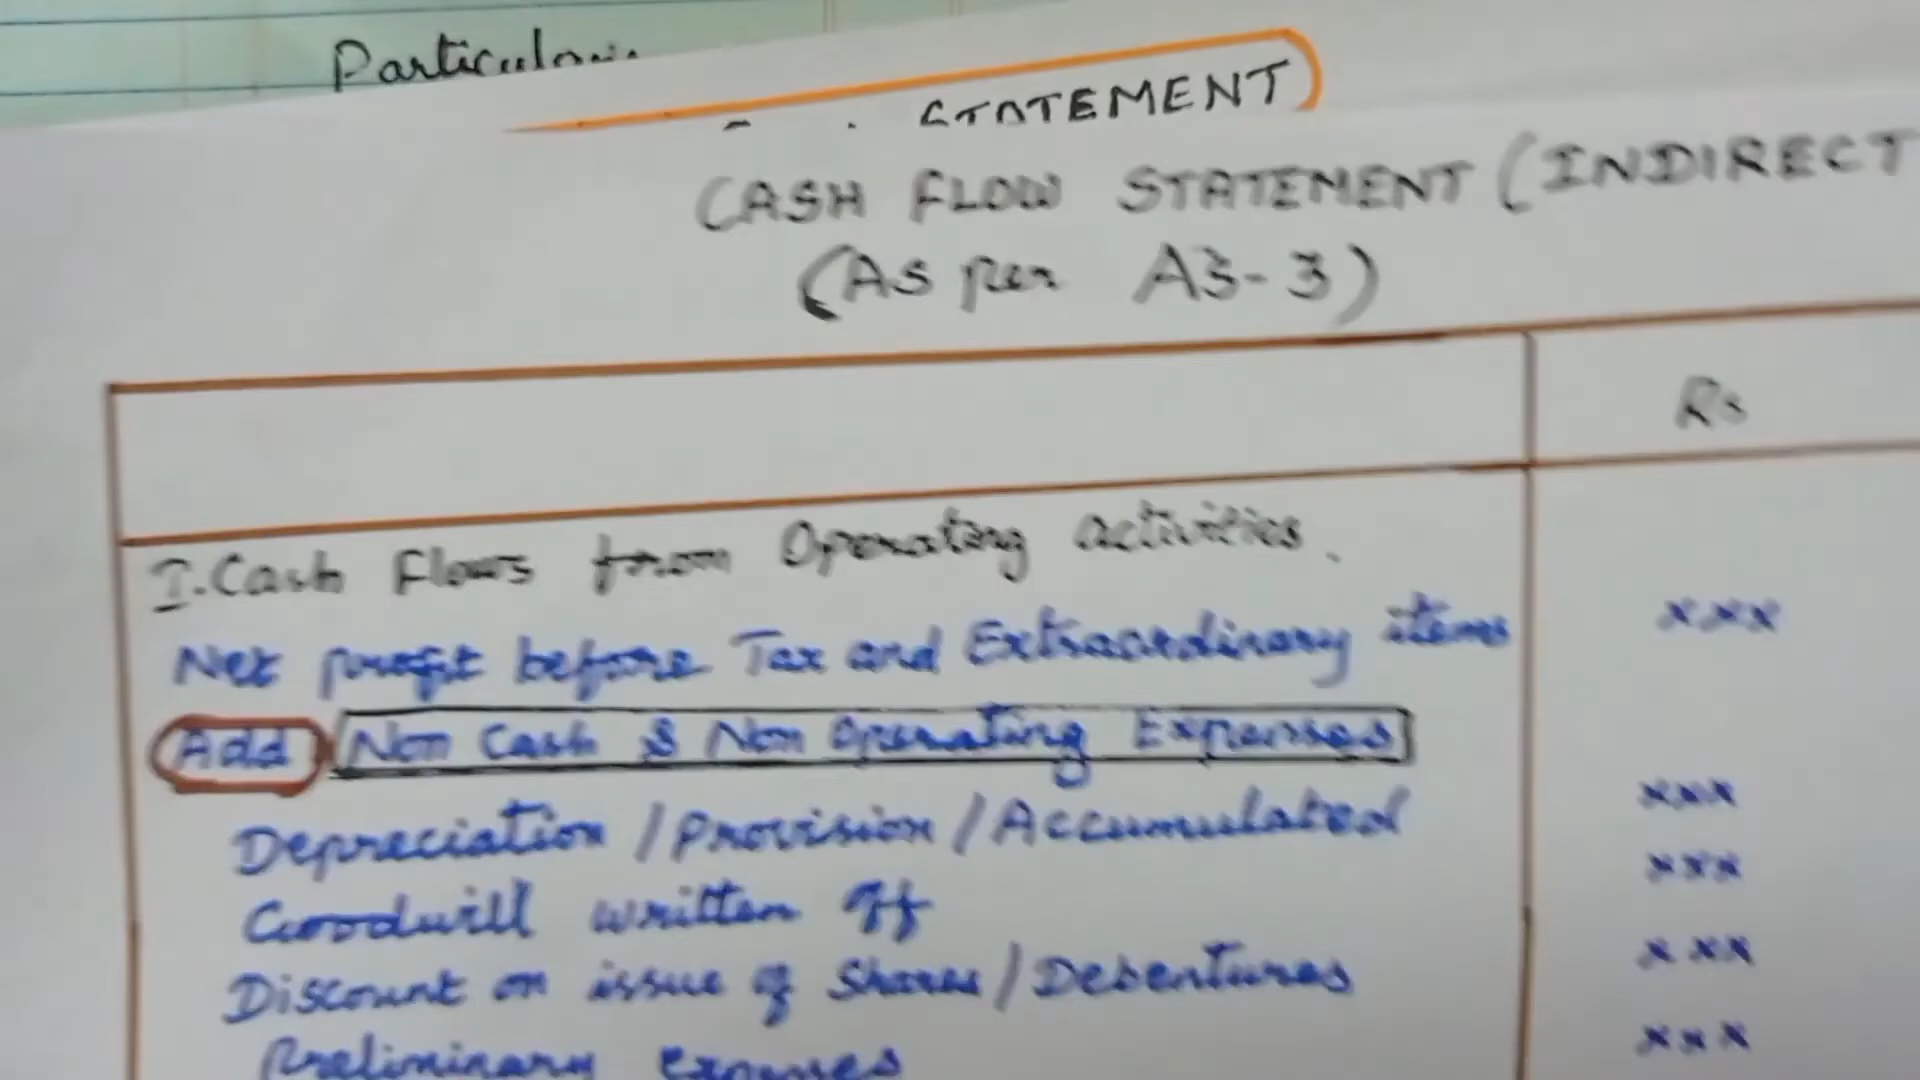 Particulars
STATEMENT
CASH FLOW STATEMENT (INDIRECT
(AS per AS-3)
Rs
I. Cash Flows from Operating activities.
Net profit before Tax and Extraordinary items xxx
Add Non Cash & Non Operating Expenses
Depreciation / Provision / Accumulated xxx
Goodwill written off xxx
Discount on issue of Shares / Debentures xxx
Preliminary expenses xxx